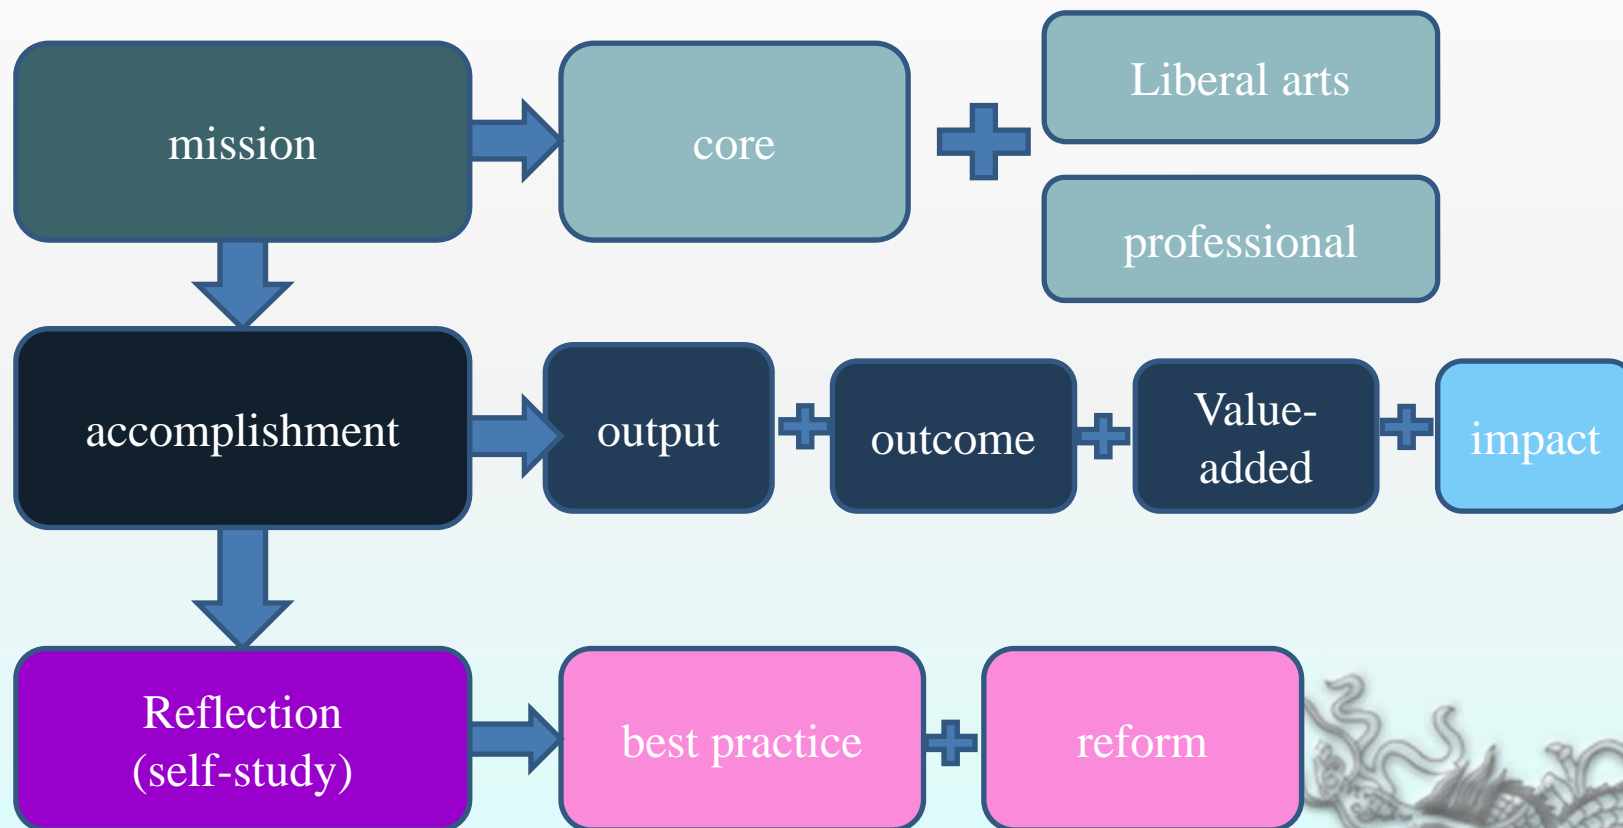 mission
core
Liberal arts
professional
accomplishment
output
outcome
Value-
added
impact
Reflection
(self-study)
best practice
reform